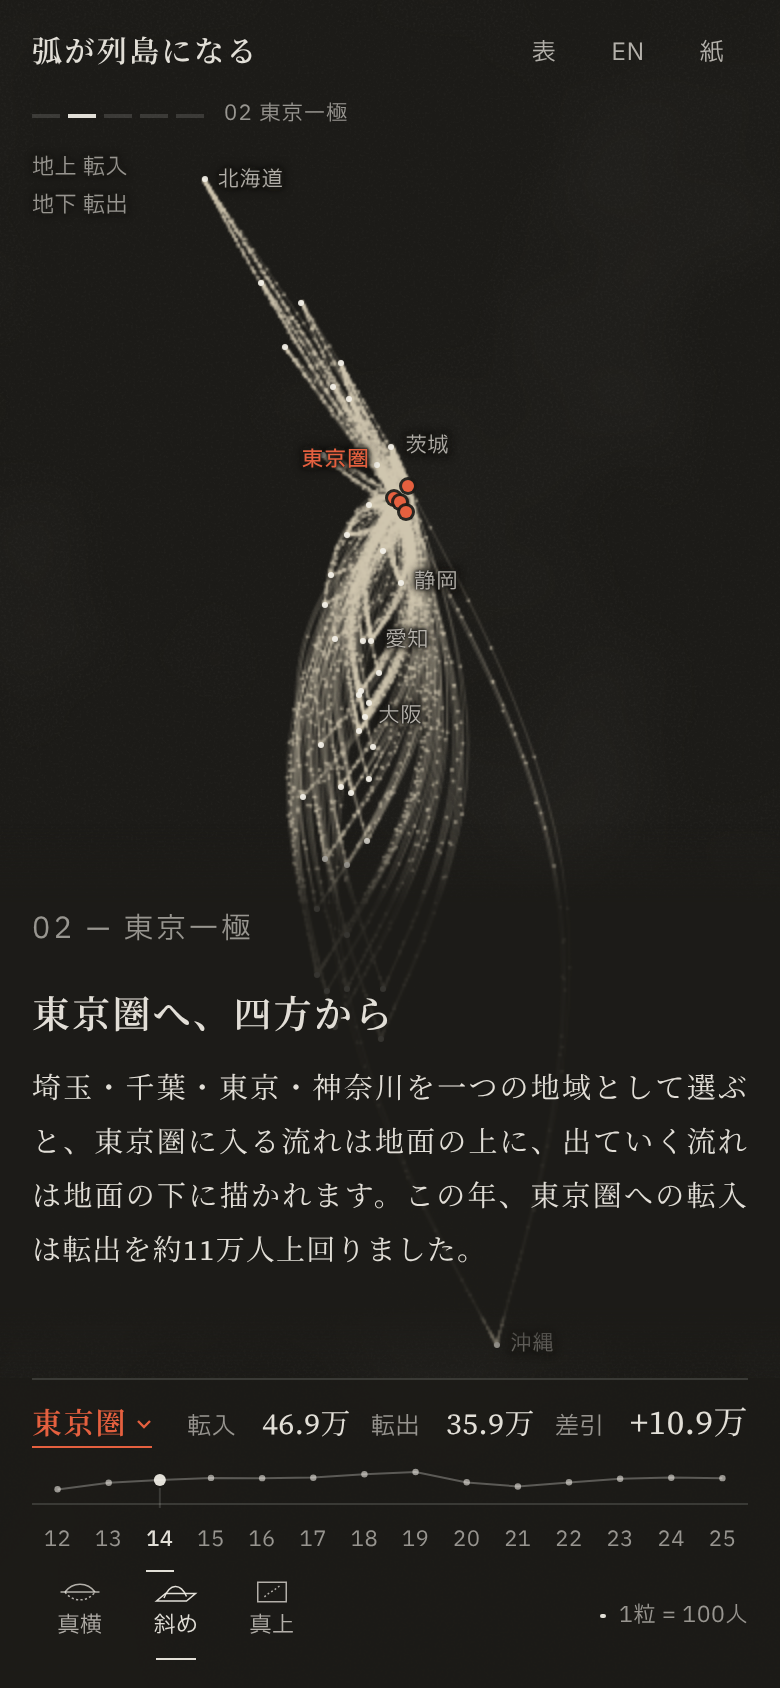 弧が列島になる
表 EN 紙
02 東京一極
地上 転入
地下 転出
北海道
茨城
東京圏
静岡
愛知
大阪
02 — 東京一極
東京圏へ、四方から
埼玉・千葉・東京・神奈川を一つの地域として選ぶ
と、東京圏に入る流れは地面の上に、出ていく流れ
は地面の下に描かれます。この年、東京圏への転入
は転出を約11万人上回りました。
沖縄
東京圏 転入 46.9万 転出 35.9万 差引 +10.9万
12 13 14 15 16 17 18 19 20 21 22 23 24 25
真横 斜め 真上
1粒 = 100人